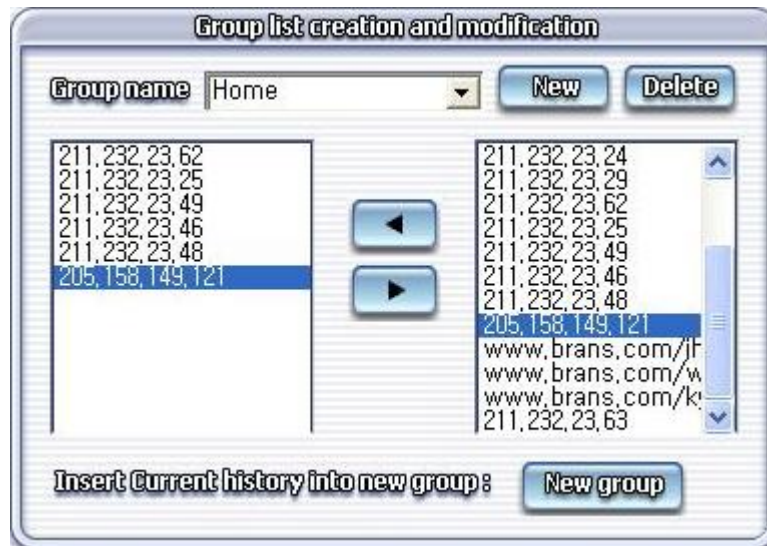 Group list creation and modification
Group name Home New Delete
211,232,23,62
211,232,23,25
211,232,23,49
211,232,23,46
211,232,23,48
205,158,149,121
211,232,23,24
211,232,23,29
211,232,23,62
211,232,23,25
211,232,23,49
211,232,23,46
211,232,23,48
205,158,149,121
www,brans,com/
www,brans,com/w
www,brans,com/k
211,232,23,63
Insert Current history into new group : New group